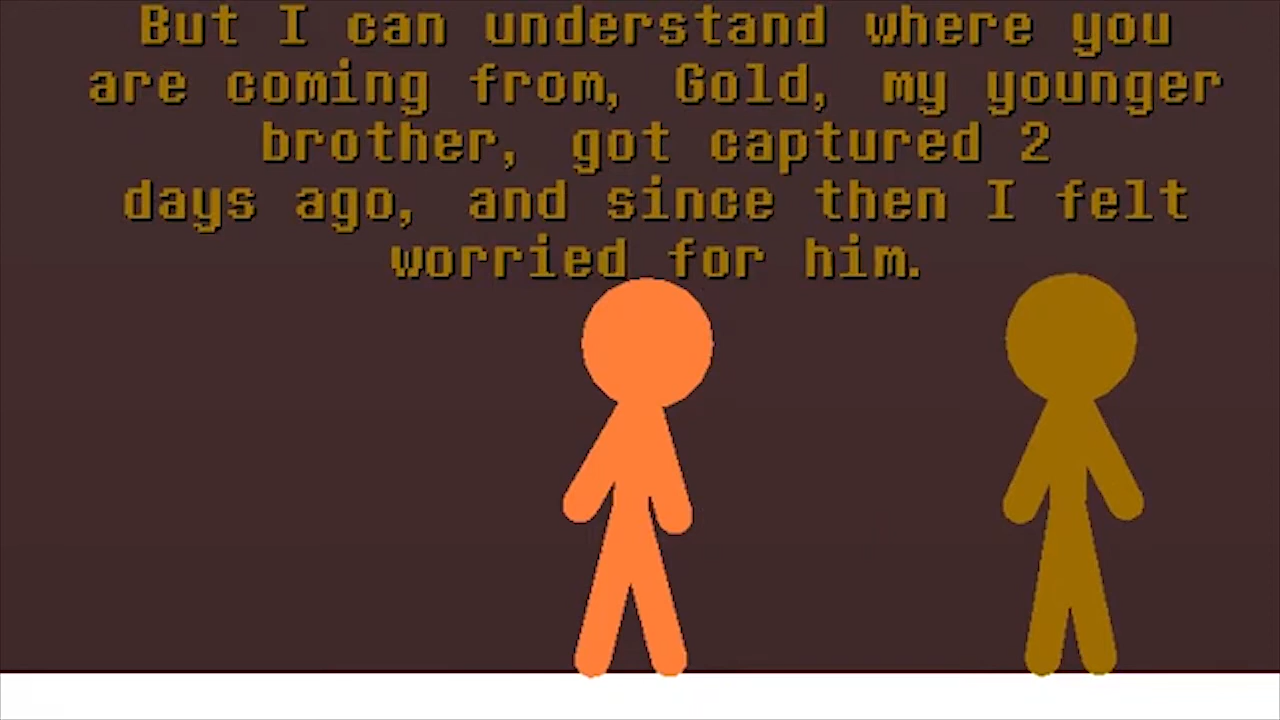 But I can understand where you
are coming from, Gold, my younger
brother, got captured 2
days ago, and since then I felt
worried for him.